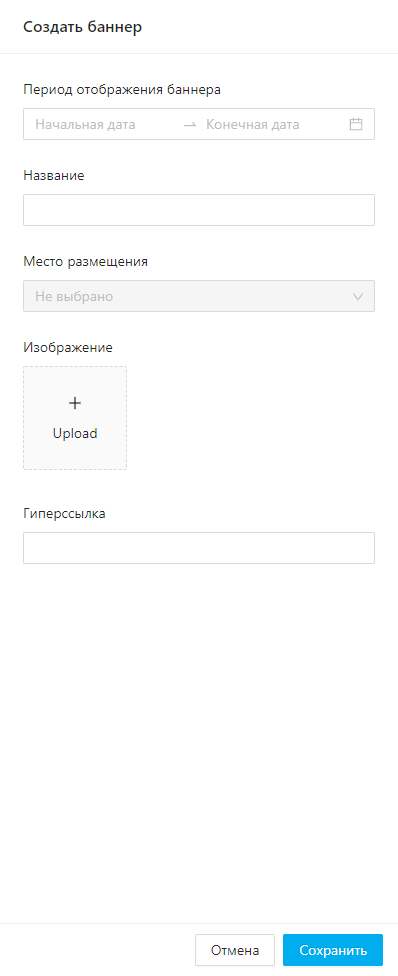 Создать баннер
Период отображения баннера
Начальная дата → Конечная дата
Название
Место размещения
Не выбрано
Изображение
+
Upload
Гиперссылка
Отмена Сохранить